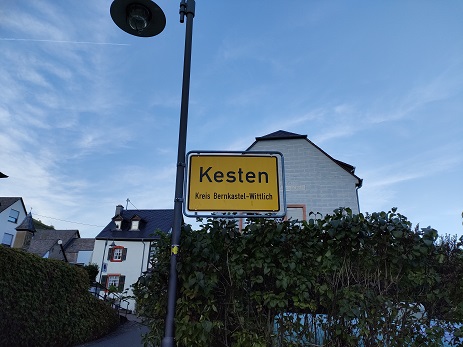 Kesten
Kreis Bernkastel-Wittlich